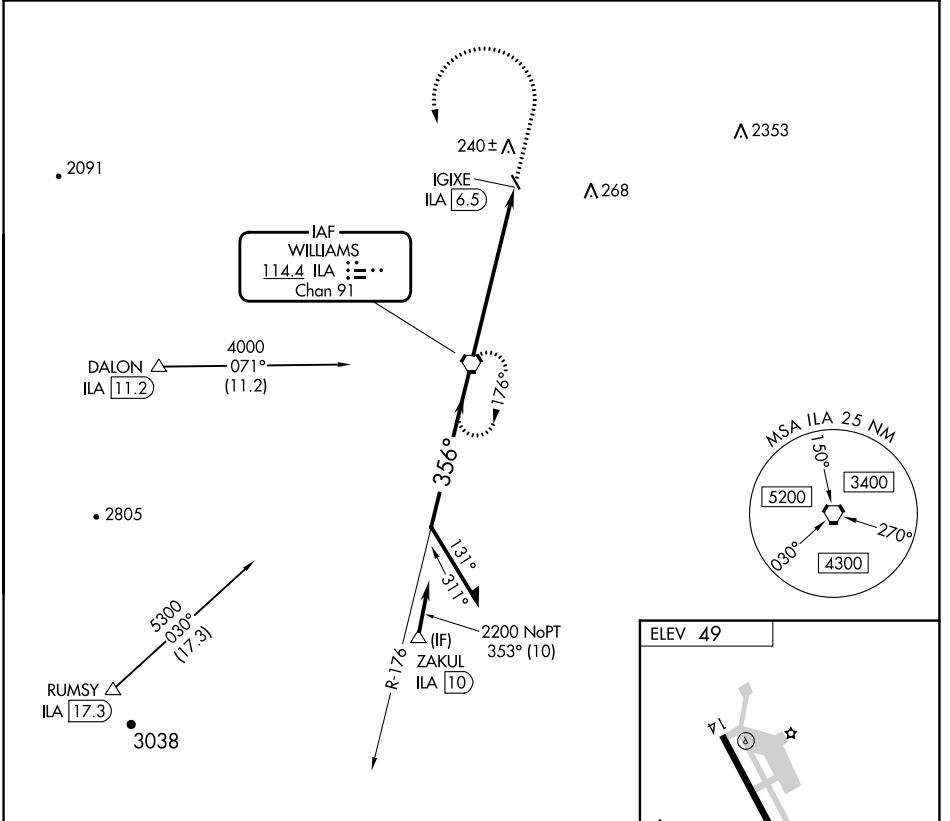 2353
240±
2091
IGIXE
ILA 6.5
268
IAF
WILLIAMS
114.4 ILA
Chan 91
DALON
ILA 11.2
4000
071°
(11.2)
176°
356°
MSA ILA 25 NM
150°
5200
3400
030°
270°
4300
2805
131°
311°
5300
030°
(17.3)
2200 NoPT
353° (10)
(IF)
ZAKUL
ILA 10
R-176
RUMSY
ILA 17.3
3038
ELEV 49
14
P